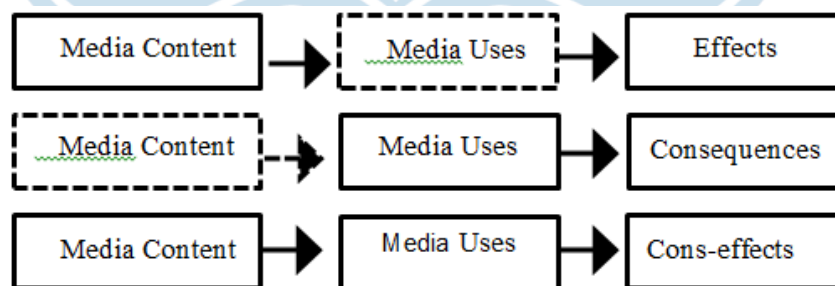 Media Content Media Uses Effects
Media Content Media Uses Consequences
Media Content Media Uses Cons-effects